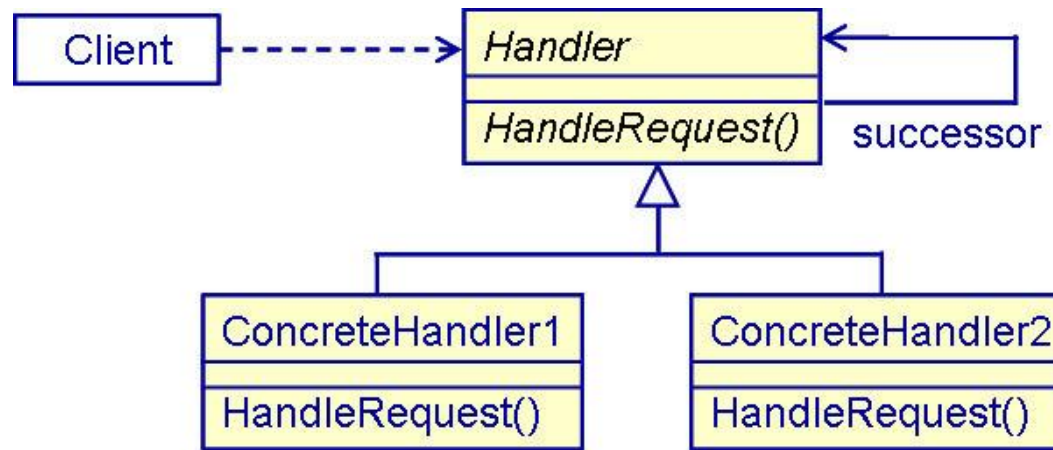 Client
Handler
HandleRequest()
successor
ConcreteHandler1
ConcreteHandler2
HandleRequest()
HandleRequest()